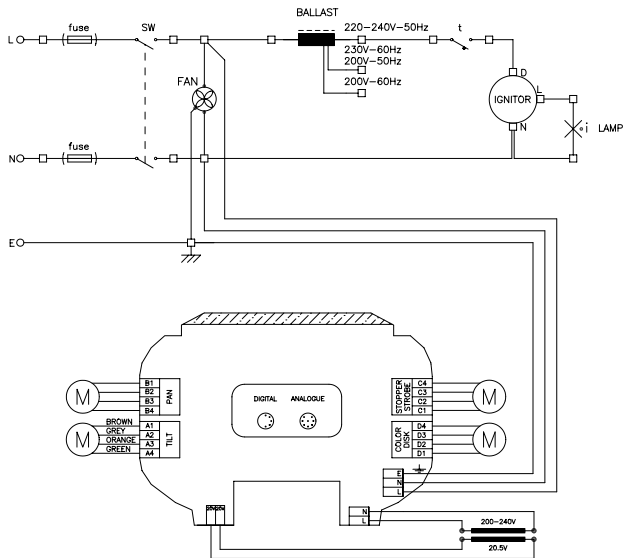 BALLAST
fuse
SW
220-240V-50Hz
t
L
230V-60Hz
200V-50Hz
200V-60Hz
FAN
D
IGNITOR
L
N
i LAMP
fuse
N
E
DIGITAL
ANALOGUE
B1
B2
B3
B4
PAN
BROWN
GREY
ORANGE
GREEN
A1
A2
A3
A4
TILT
M
M
STOPPER
STROBE
C4
C3
C2
C1
COLOR
DISK
D4
D3
D2
D1
M
M
E
N
L
N
L
200-240V
20.5V